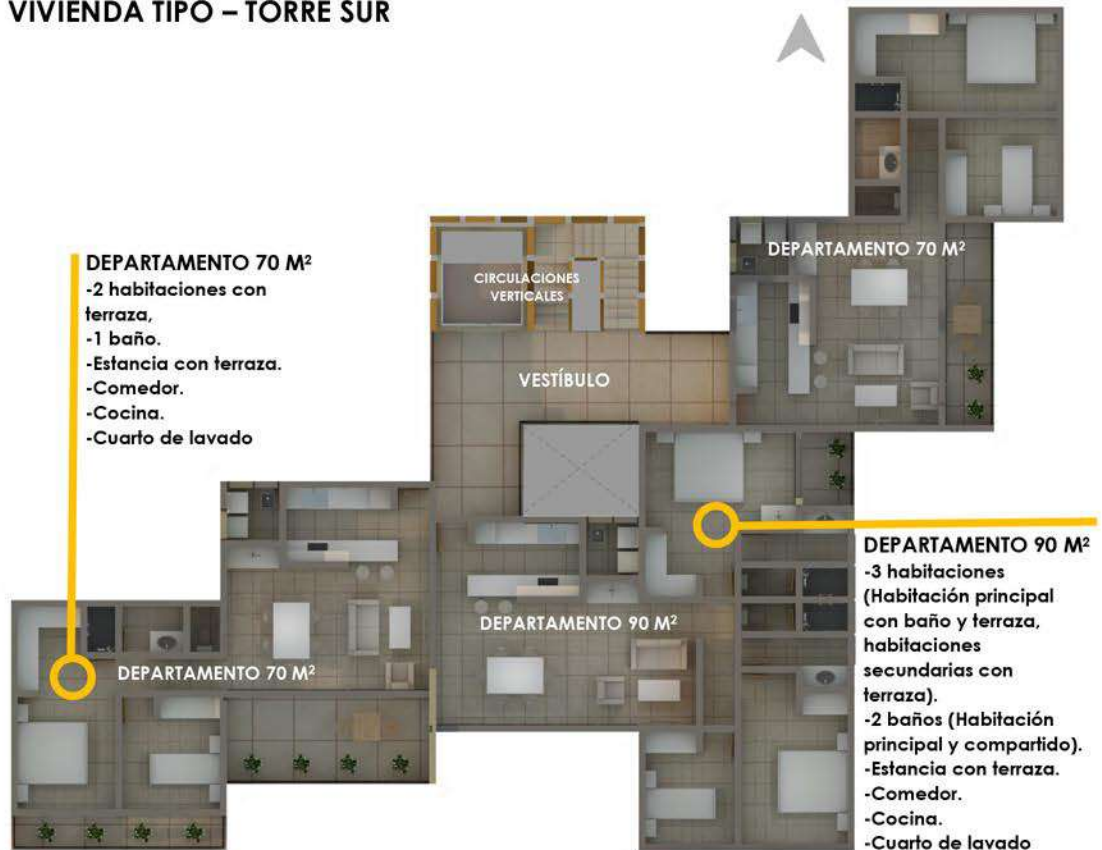 VIVIENDA TIPO – TORRE SUR
DEPARTAMENTO 70 M²
-2 habitaciones con
terraza,
-1 baño.
-Estancia con terraza.
-Comedor.
-Cocina.
-Cuarto de lavado
CIRCULACIONES
VERTICALES
VESTÍBULO
DEPARTAMENTO 70 M²
DEPARTAMENTO 70 M²
DEPARTAMENTO 90 M²
DEPARTAMENTO 90 M²
-3 habitaciones
(Habitación principal
con baño y terraza,
habitaciones
secundarias con
terraza).
-2 baños (Habitación
principal y compartido).
-Estancia con terraza.
-Comedor.
-Cocina.
-Cuarto de lavado